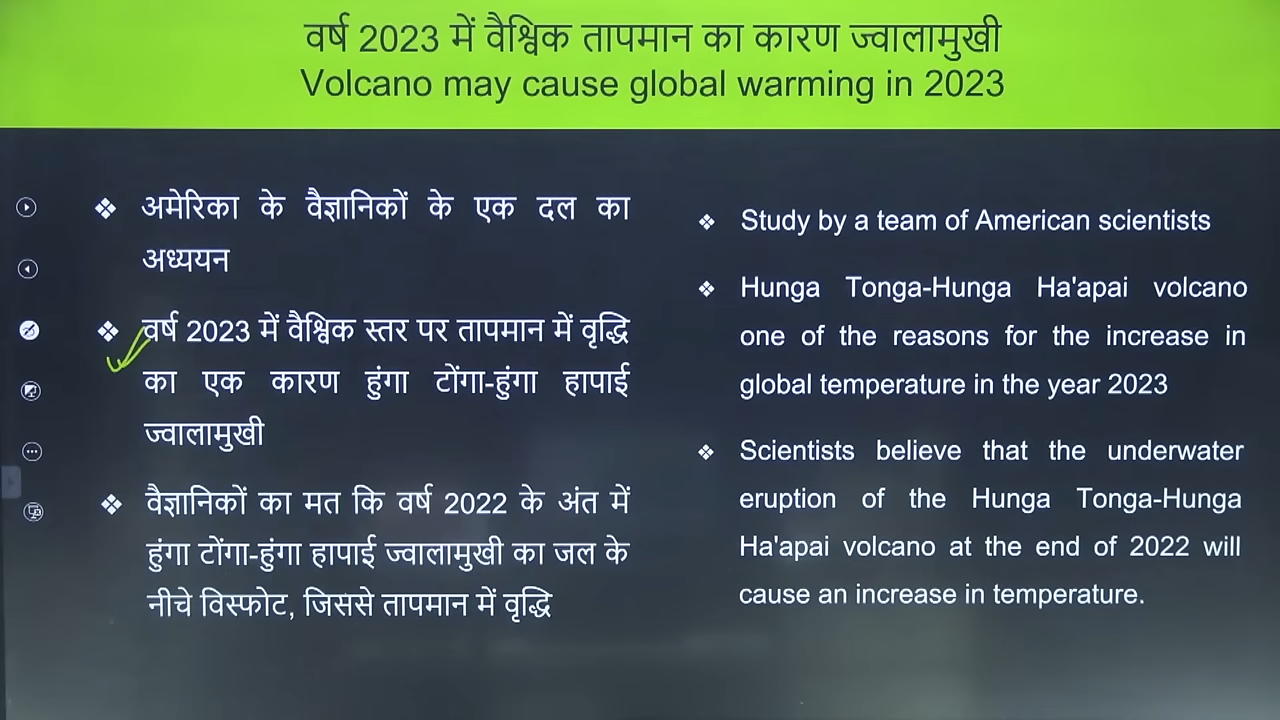 वर्ष 2023 में वैश्विक तापमान का कारण ज्वालामुखी
Volcano may cause global warming in 2023
❖ अमेरिका के वैज्ञानिकों के एक दल का
अध्ययन
❖ वर्ष 2023 में वैश्विक स्तर पर तापमान में वृद्धि
का एक कारण हुंगा टोंगा-हुंगा हापाई
ज्वालामुखी
❖ वैज्ञानिकों का मत कि वर्ष 2022 के अंत में
हुंगा टोंगा-हुंगा हापाई ज्वालामुखी का जल के
नीचे विस्फोट, जिससे तापमान में वृद्धि
❖ Study by a team of American scientists
❖ Hunga Tonga-Hunga Ha'apai volcano
one of the reasons for the increase in
global temperature in the year 2023
❖ Scientists believe that the underwater
eruption of the Hunga Tonga-Hunga
Ha'apai volcano at the end of 2022 will
cause an increase in temperature.